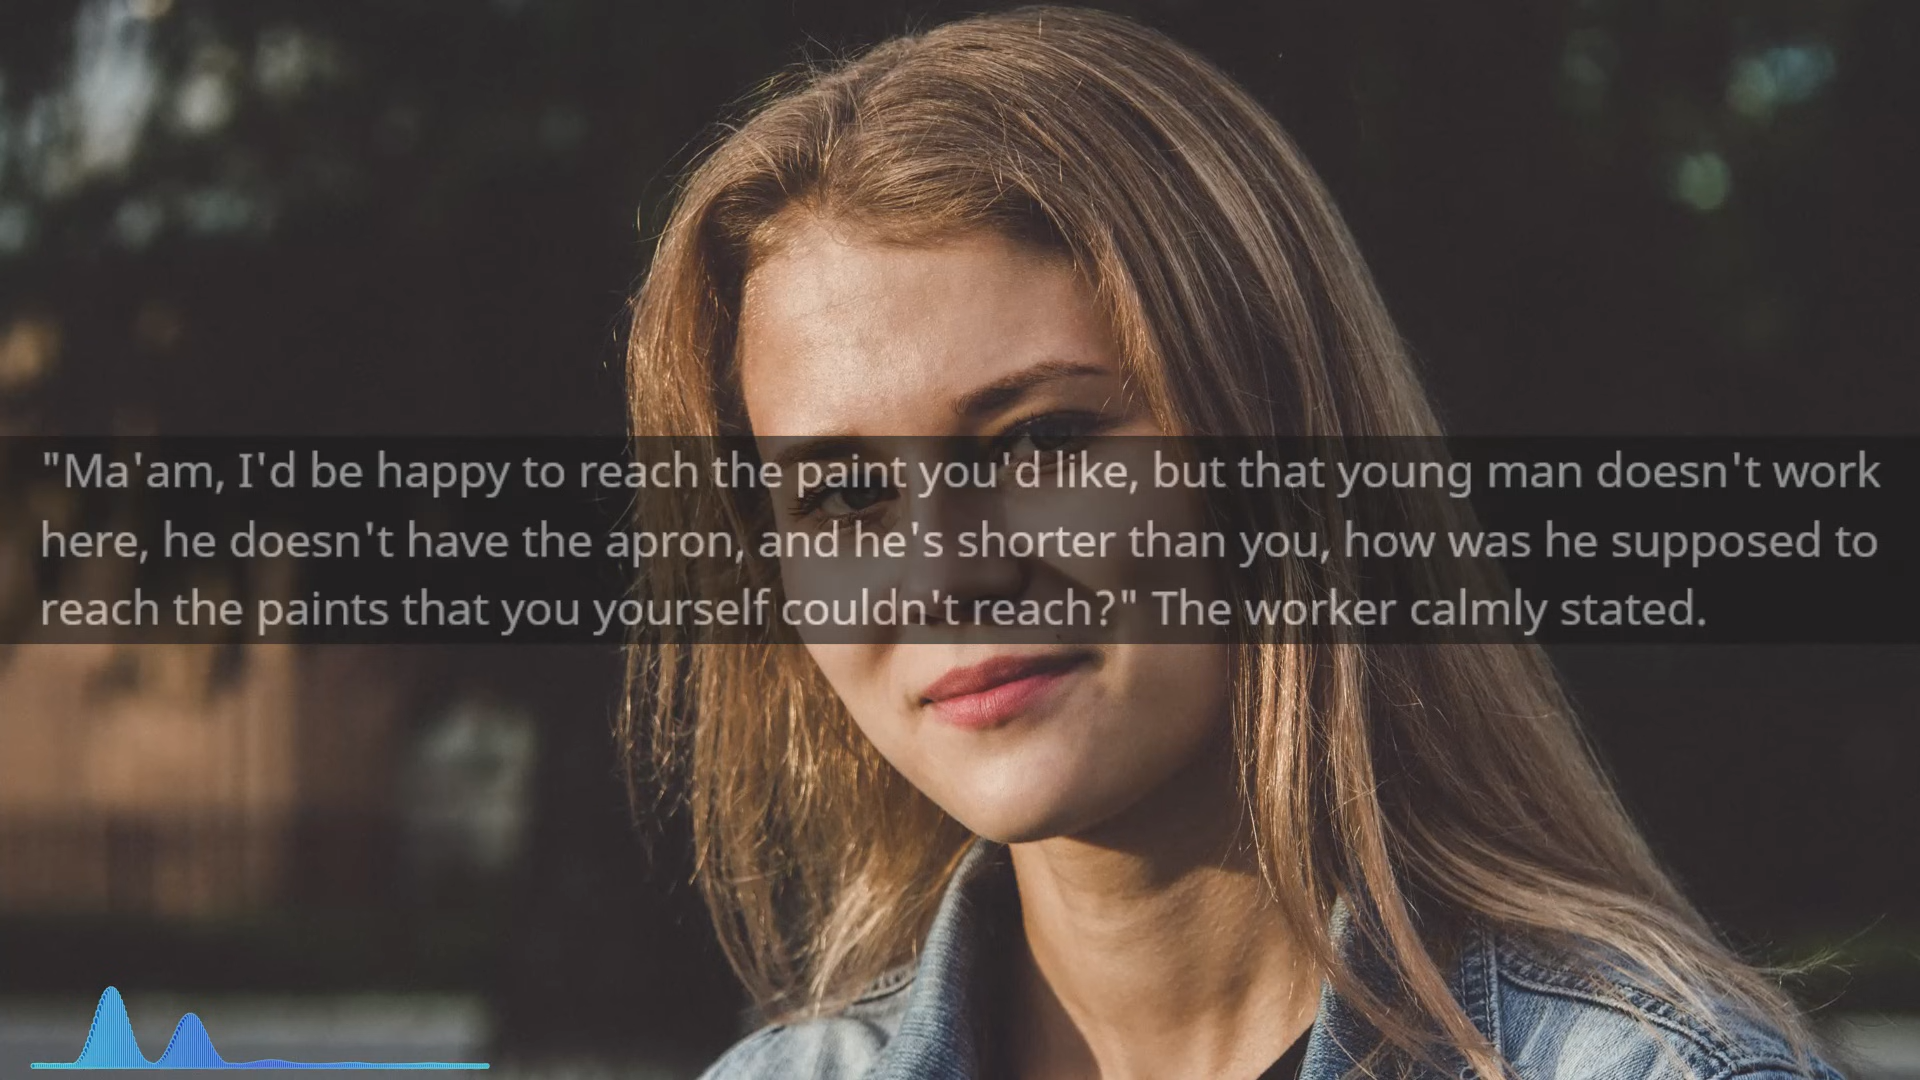 "Ma'am, I'd be happy to reach the paint you'd like, but that young man doesn't work
here, he doesn't have the apron, and he's shorter than you, how was he supposed to
reach the paints that you yourself couldn't reach?" The worker calmly stated.